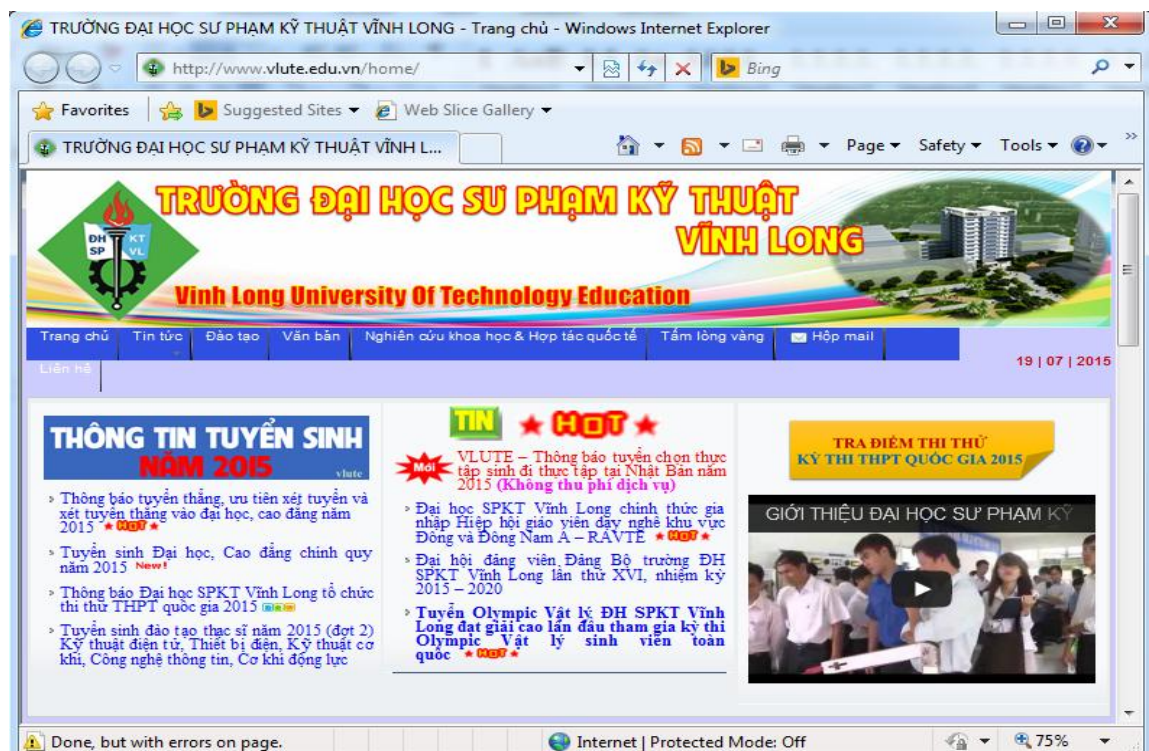 TRƯỜNG ĐẠI HỌC SƯ PHẠM KỸ THUẬT VĨNH LONG - Trang chủ - Windows Internet Explorer
http://www.vlute.edu.vn/home/
Bing
Favorites
Suggested Sites
Web Slice Gallery
TRƯỜNG ĐẠI HỌC SƯ PHẠM KỸ THUẬT VĨNH L...
Page
Safety
Tools
TRƯỜNG ĐẠI HỌC SƯ PHẠM KỸ THUẬT
VĨNH LONG
ĐH KT
SP VL
Vinh Long University Of Technology Education
Trang chủ Tin tức Đào tạo Văn bản Nghiên cứu khoa học & Hợp tác quốc tế Tấm lòng vàng Hộp mail
19 | 07 | 2015
Liên hệ
THÔNG TIN TUYỂN SINH
NĂM 2015
vlute
Thông báo tuyển thẳng, ưu tiên xét tuyển và
xét tuyển thẳng vào đại học, cao đẳng năm
2015 HOT
Tuyển sinh Đại học, Cao đẳng chính quy
năm 2015 New!
Thông báo Đại học SPKT Vĩnh Long tổ chức
thi thử THPT quốc gia 2015
Tuyển sinh đào tạo thạc sĩ năm 2015 (đợt 2)
Kỹ thuật điện tử, Thiết bị điện, Kỹ thuật cơ
khí, Công nghệ thông tin, Cơ khí động lực
TIN HOT
Mới VLUTE – Thông báo tuyển chọn thực
tập sinh đi thực tập tại Nhật Bản năm
2015 (Không thu phí dịch vụ)
Đại học SPKT Vĩnh Long chính thức gia
nhập Hiệp hội giáo viên dạy nghề khu vực
Đông và Đông Nam Á – RAVTE HOT
Đại hội đảng viên Đảng Bộ trường ĐH
SPKT Vĩnh Long lần thứ XVI, nhiệm kỳ
2015 – 2020
Tuyển Olympic Vật lý ĐH SPKT Vĩnh
Long đạt giải cao lần đầu tham gia kỳ thi
Olympic Vật lý sinh viên toàn
quốc HOT
TRA ĐIỂM THI THỬ
KỲ THI THPT QUỐC GIA 2015
GIỚI THIỆU ĐẠI HỌC SƯ PHẠM KỸ
Done, but with errors on page.
Internet | Protected Mode: Off
75%